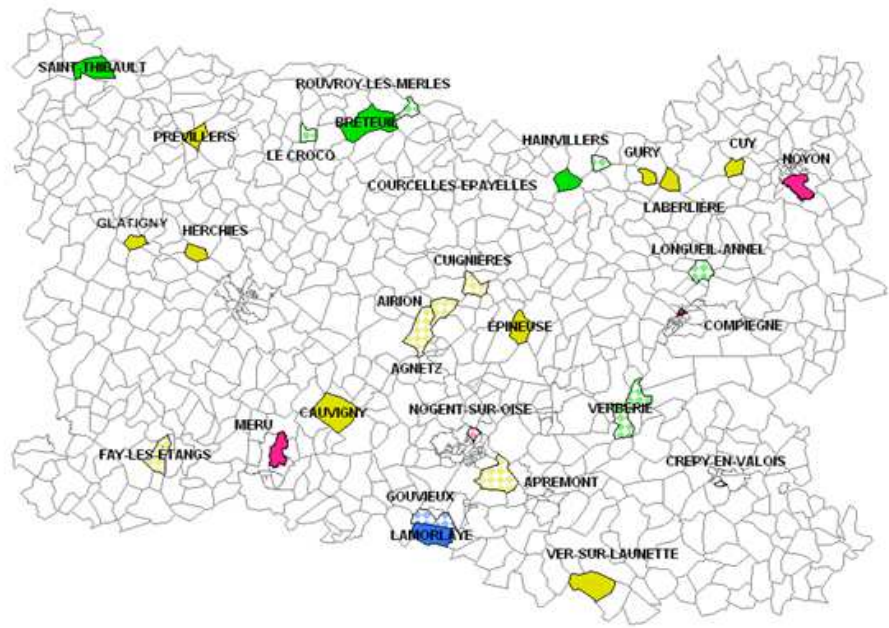 SAINT-THIBAULT
ROUVROY-LES-MERLES
BRETEUIL
PREVILLERS
LE CROCQ
HAINVILLERS
GURY
CUY
NOYON
COURCELLES-EPAYELLES
LABERLIÈRE
GLATIGNY
HERCHIES
LONGUEIL-ANNEL
CUIGNIÈRES
AIRION
ÉPINEUSE
COMPIEGNE
AGNETZ
CAUVIGNY
NOGENT-SUR-OISE
VERBERIE
MERU
FAY-LES-ETANGS
CREPY-EN-VALOIS
APREMONT
GOUVIEUX
LAMORLAYE
VER-SUR-LAUNETTE